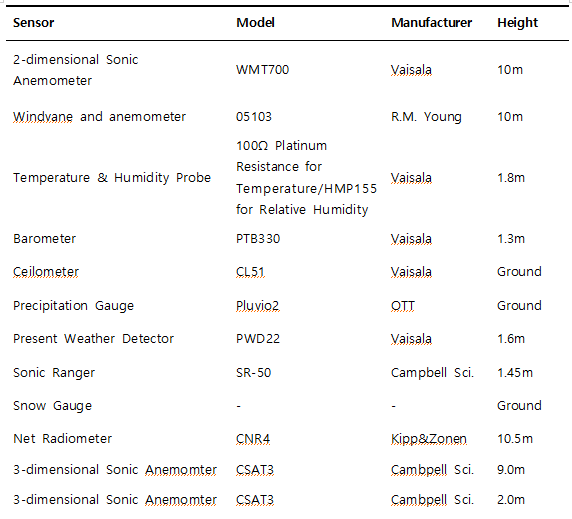 Sensor Model Manufacturer Height
2-dimensional Sonic
Anemometer WMT700 Vaisala 10m
Windvane and anemometer 05103 R.M. Young 10m
100Ω Platinum
Resistance for
Temperature & Humidity Probe Temperature/HMP155 Vaisala 1.8m
for Relative Humidity
Barometer PTB330 Vaisala 1.3m
Ceilometer CL51 Vaisala Ground
Precipitation Gauge Pluvio2 OTT Ground
Present Weather Detector PWD22 Vaisala 1.6m
Sonic Ranger SR-50 Campbell Sci. 1.45m
Snow Gauge - - Ground
Net Radiometer CNR4 Kipp&Zonen 10.5m
3-dimensional Sonic Anemomter CSAT3 Cambpell Sci. 9.0m
3-dimensional Sonic Anemomter CSAT3 Cambpell Sci. 2.0m